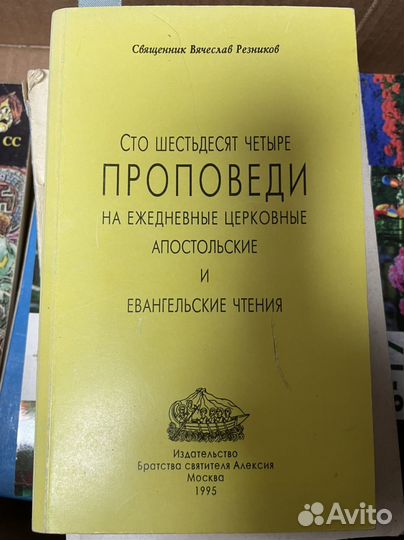 Священник Вячеслав Резников
СТО ШЕСТЬДЕСЯТ ЧЕТЫРЕ
ПРОПОВЕДИ
НА ЕЖЕДНЕВНЫЕ ЦЕРКОВНЫЕ
АПОСТОЛЬСКИЕ
И
ЕВАНГЕЛЬСКИЕ ЧТЕНИЯ
Издательство
Братства святителя Алексия
Москва
1995
СС
Avito